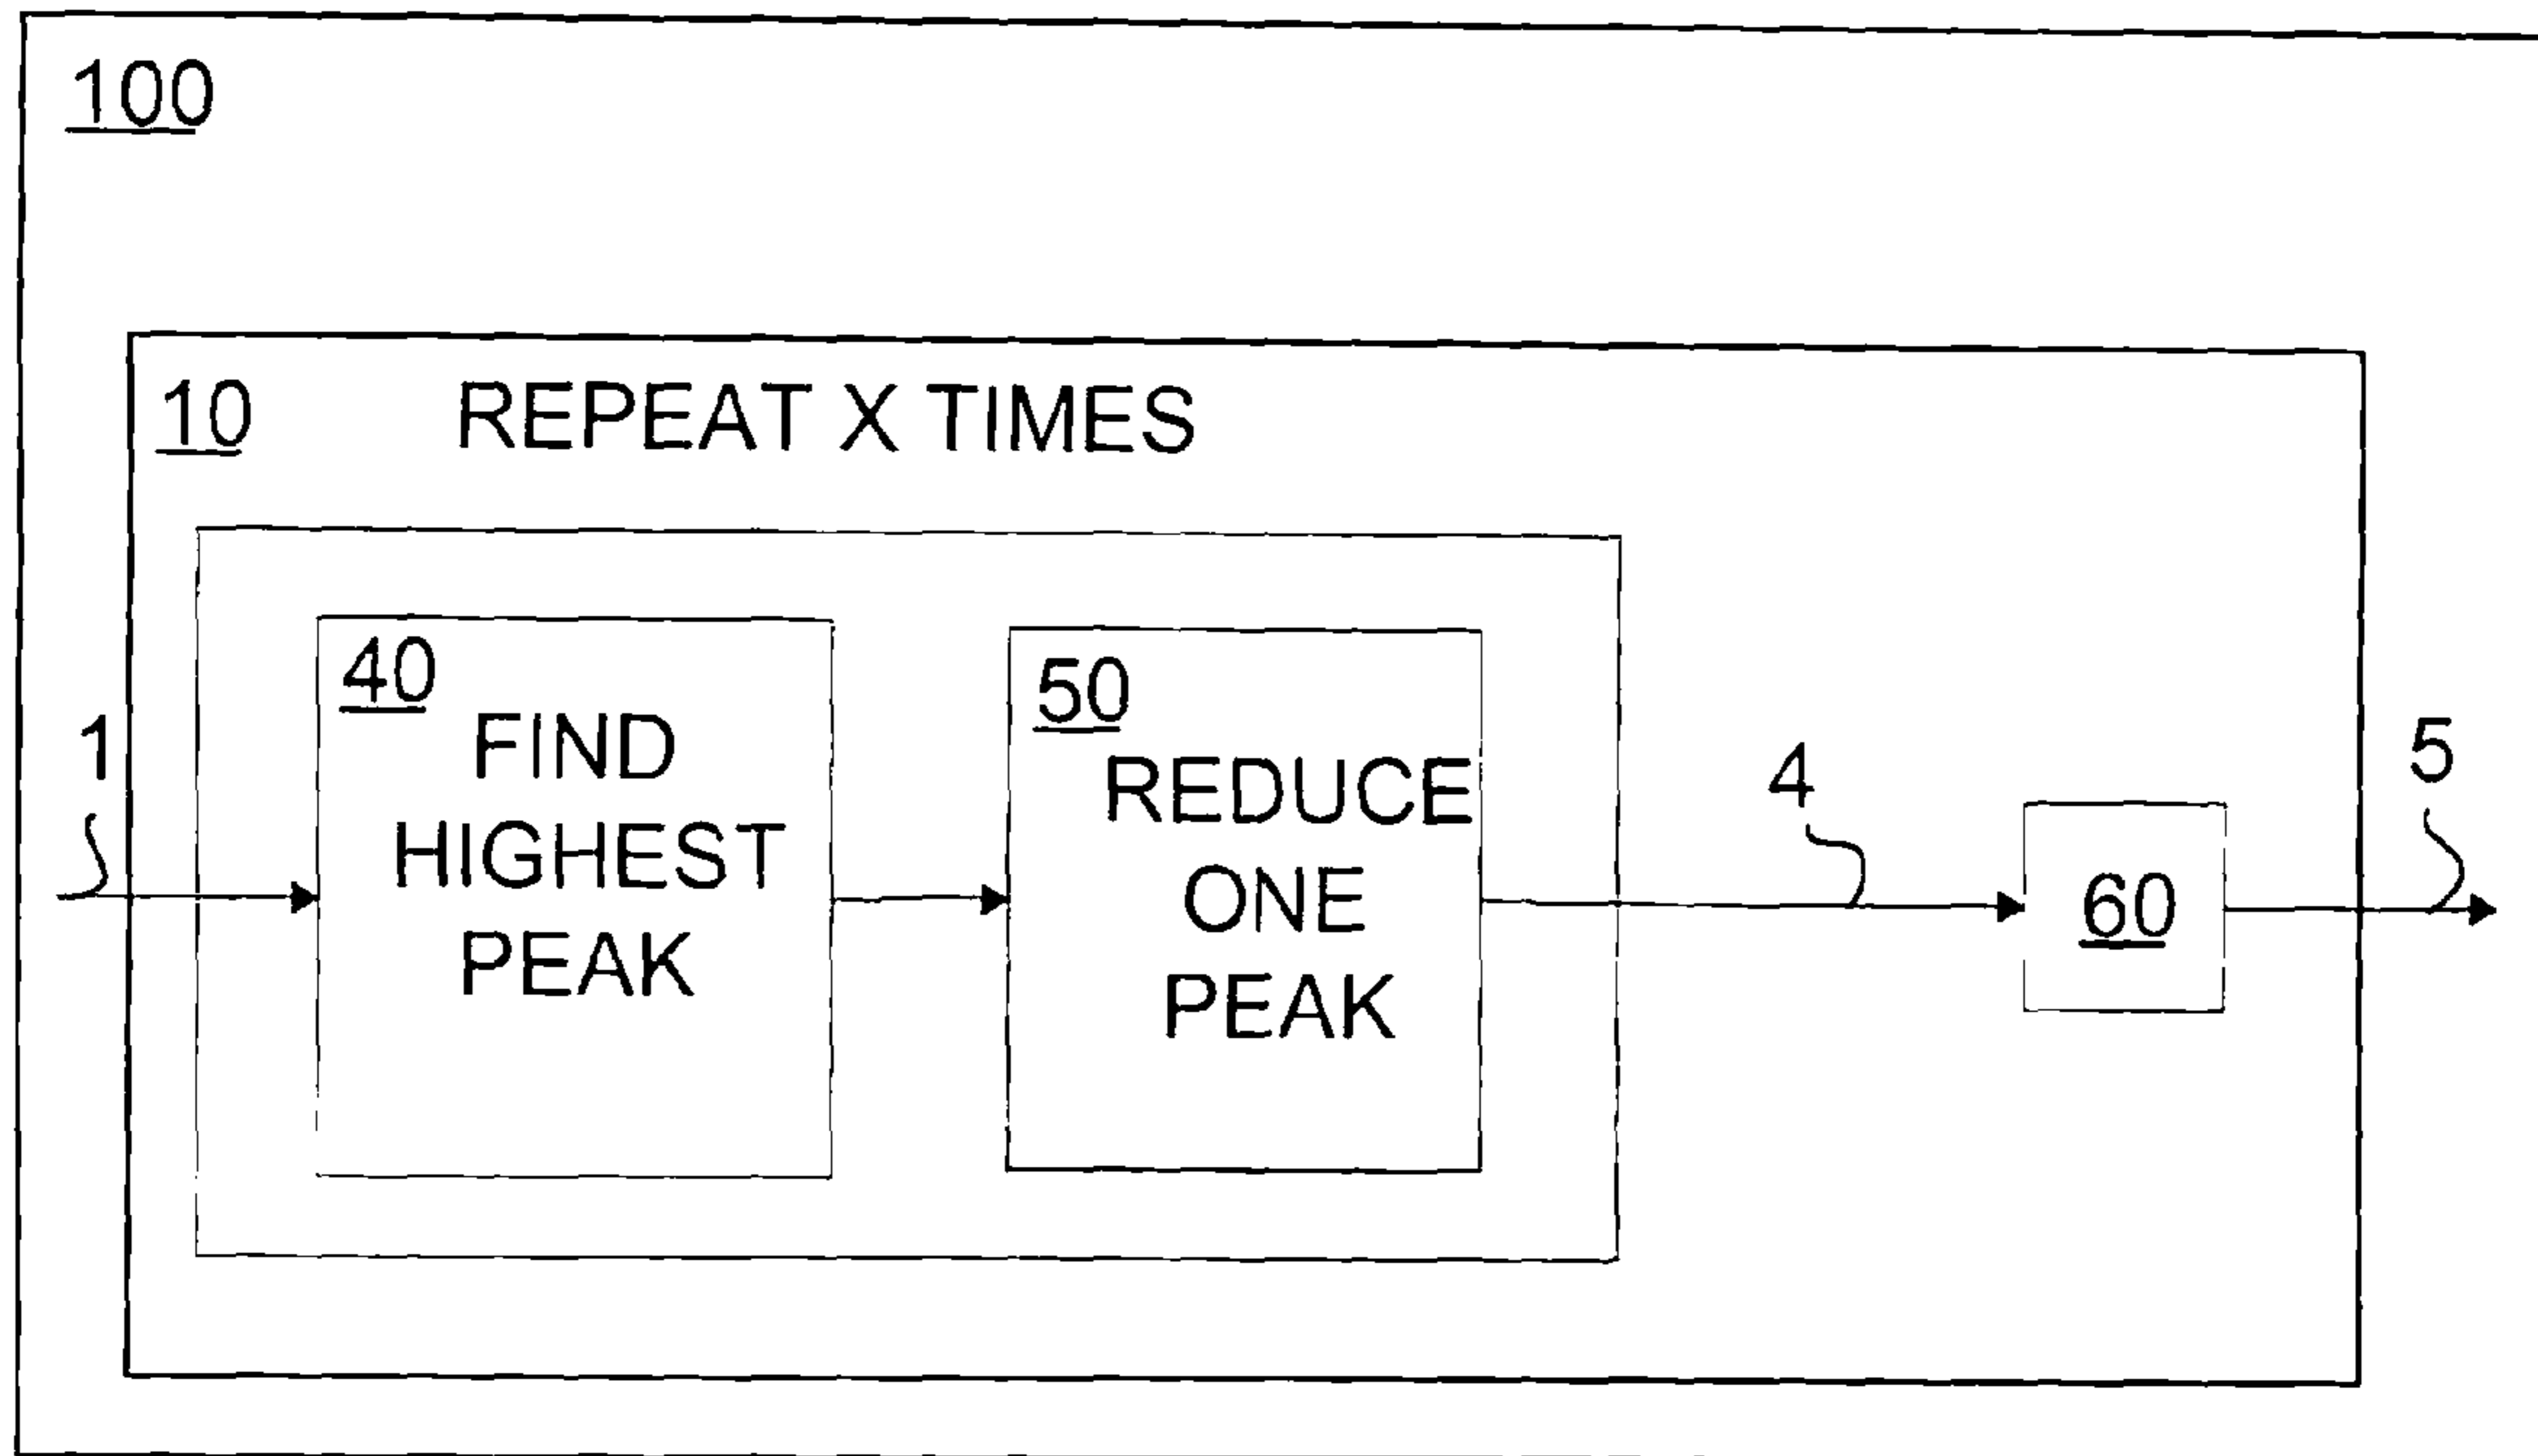 100
10
REPEAT X TIMES
40
FIND
HIGHEST
PEAK
50
REDUCE
ONE
PEAK
1
4
60
5